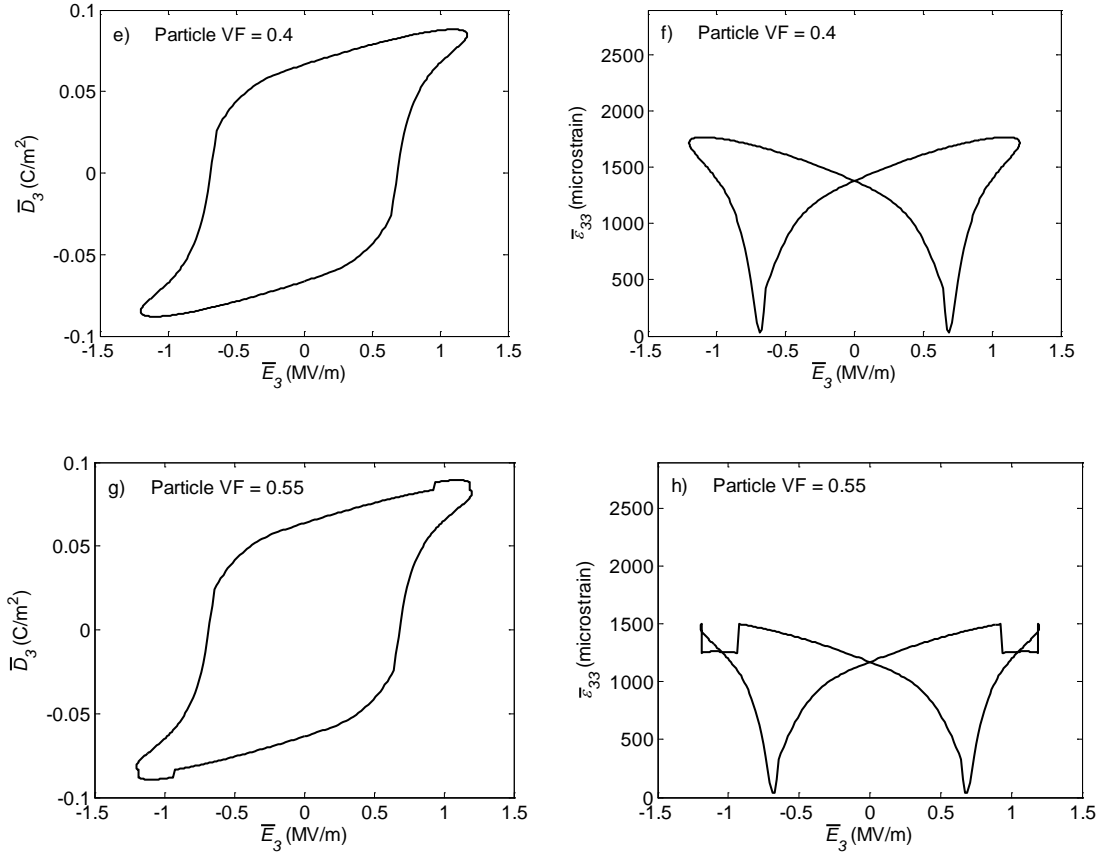 e) Particle VF = 0.4
0.1
0.05
0
-0.05
-0.1
D̅3 (C/m2)
-1.5 -1 -0.5 0 0.5 1 1.5
E̅3 (MV/m)
f) Particle VF = 0.4
2500
2000
1500
1000
500
0
ε̅33 (microstrain)
-1.5 -1 -0.5 0 0.5 1 1.5
E̅3 (MV/m)
g) Particle VF = 0.55
0.1
0.05
0
-0.05
-0.1
D̅3 (C/m2)
-1.5 -1 -0.5 0 0.5 1 1.5
E̅3 (MV/m)
h) Particle VF = 0.55
2500
2000
1500
1000
500
0
ε̅33 (microstrain)
-1.5 -1 -0.5 0 0.5 1 1.5
E̅3 (MV/m)